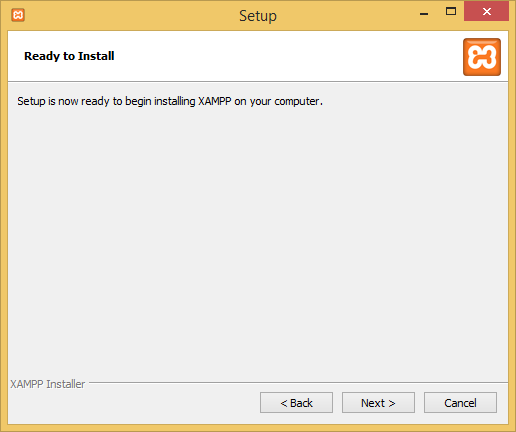 Setup
Ready to Install
Setup is now ready to begin installing XAMPP on your computer.
XAMPP Installer
< Back
Next >
Cancel